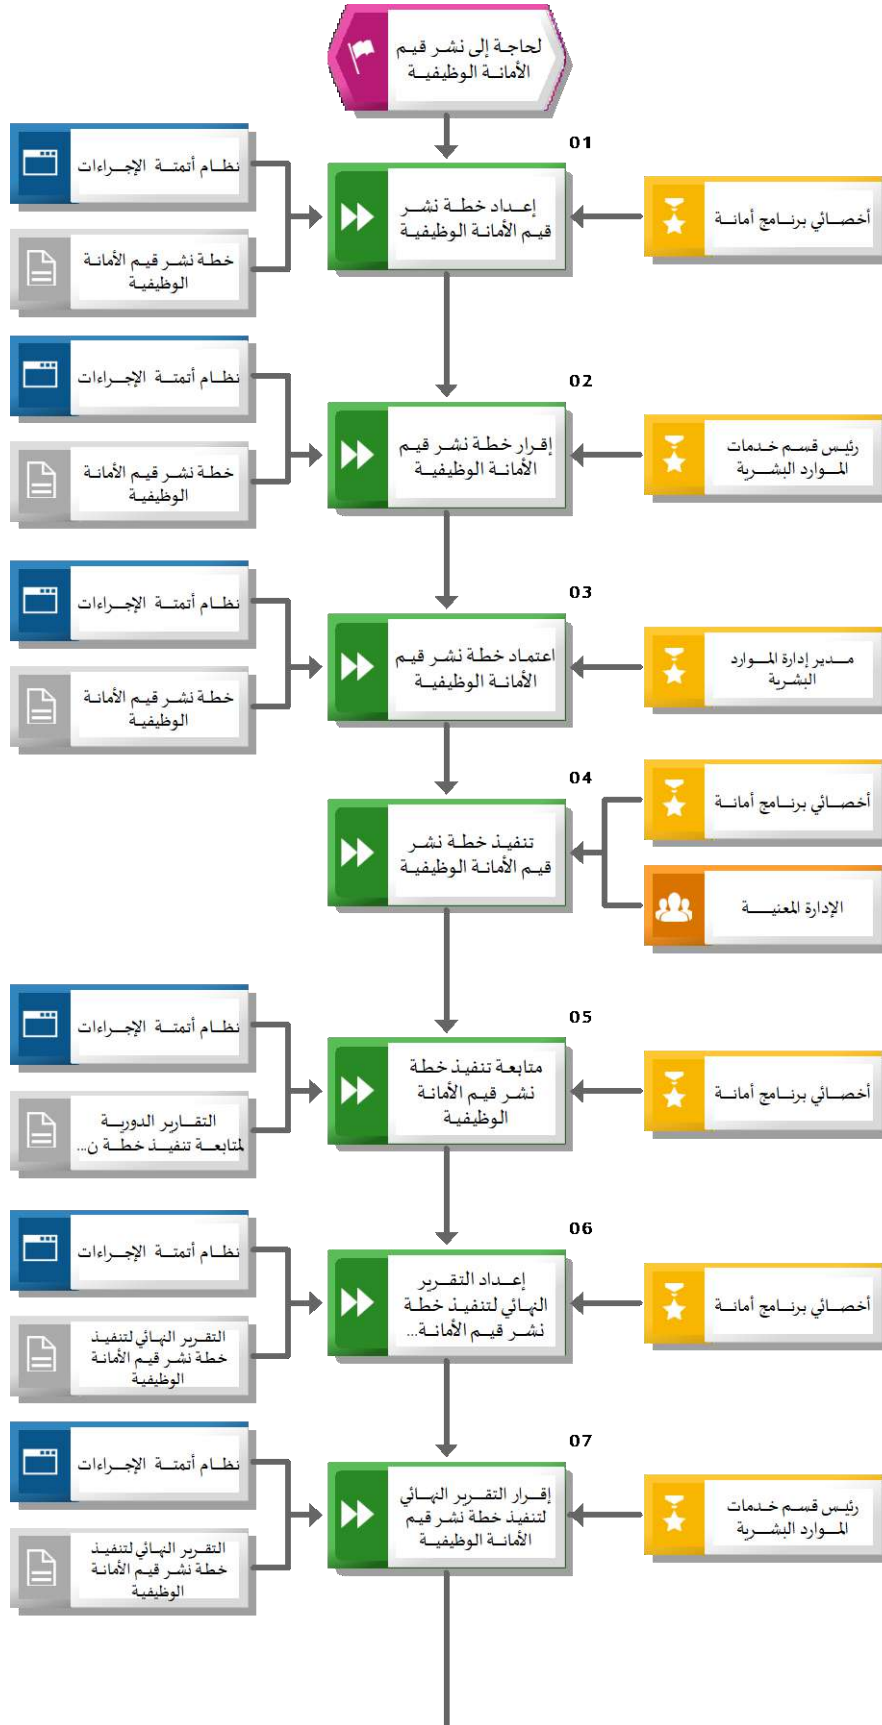 لحاجة إلى نشر قيم
الأمانة الوظيفية
01
أخصائي برنامج أمانة
إعداد خطة نشر
قيم الأمانة الوظيفية
نظام أتمتة الإجراءات
خطة نشر قيم الأمانة
الوظيفية
02
رئيس قسم خدمات
الموارد البشرية
إقرار خطة نشر قيم
الأمانة الوظيفية
نظام أتمتة الإجراءات
خطة نشر قيم الأمانة
الوظيفية
03
مدير إدارة الموارد
البشرية
اعتماد خطة نشر قيم
الأمانة الوظيفية
نظام أتمتة الإجراءات
خطة نشر قيم الأمانة
الوظيفية
04
أخصائي برنامج أمانة
الإدارة المعنية
تنفيذ خطة نشر
قيم الأمانة الوظيفية
05
أخصائي برنامج أمانة
متابعة تنفيذ خطة
نشر قيم الأمانة
الوظيفية
نظام أتمتة الإجراءات
التقارير الدورية
لمتابعة تنفيذ خطة ن...
06
أخصائي برنامج أمانة
إعداد التقرير
النهائي لتنفيذ خطة
نشر قيم الأمانة...
نظام أتمتة الإجراءات
التقرير النهائي لتنفيذ
خطة نشر قيم الأمانة
الوظيفية
07
رئيس قسم خدمات
الموارد البشرية
إقرار التقرير النهائي
لتنفيذ خطة نشر قيم
الأمانة الوظيفية
نظام أتمتة الإجراءات
التقرير النهائي لتنفيذ
خطة نشر قيم الأمانة
الوظيفية